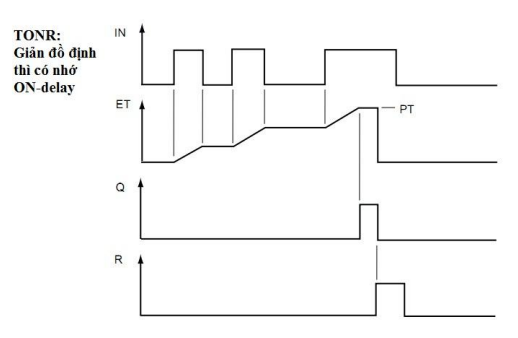 TONR:
Giản đồ định
thì có nhớ
ON-delay
IN
ET
PT
Q
R